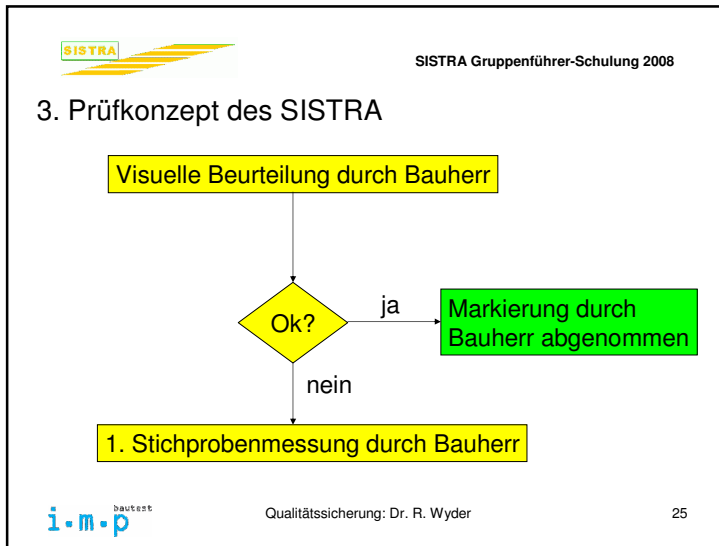 SISTRA
SISTRA Gruppenführer-Schulung 2008
3. Prüfkonzept des SISTRA
Visuelle Beurteilung durch Bauherr
Ok?
ja
Markierung durch
Bauherr abgenommen
nein
1. Stichprobenmessung durch Bauherr
i.m.p bautest
Qualitätssicherung: Dr. R. Wyder
25